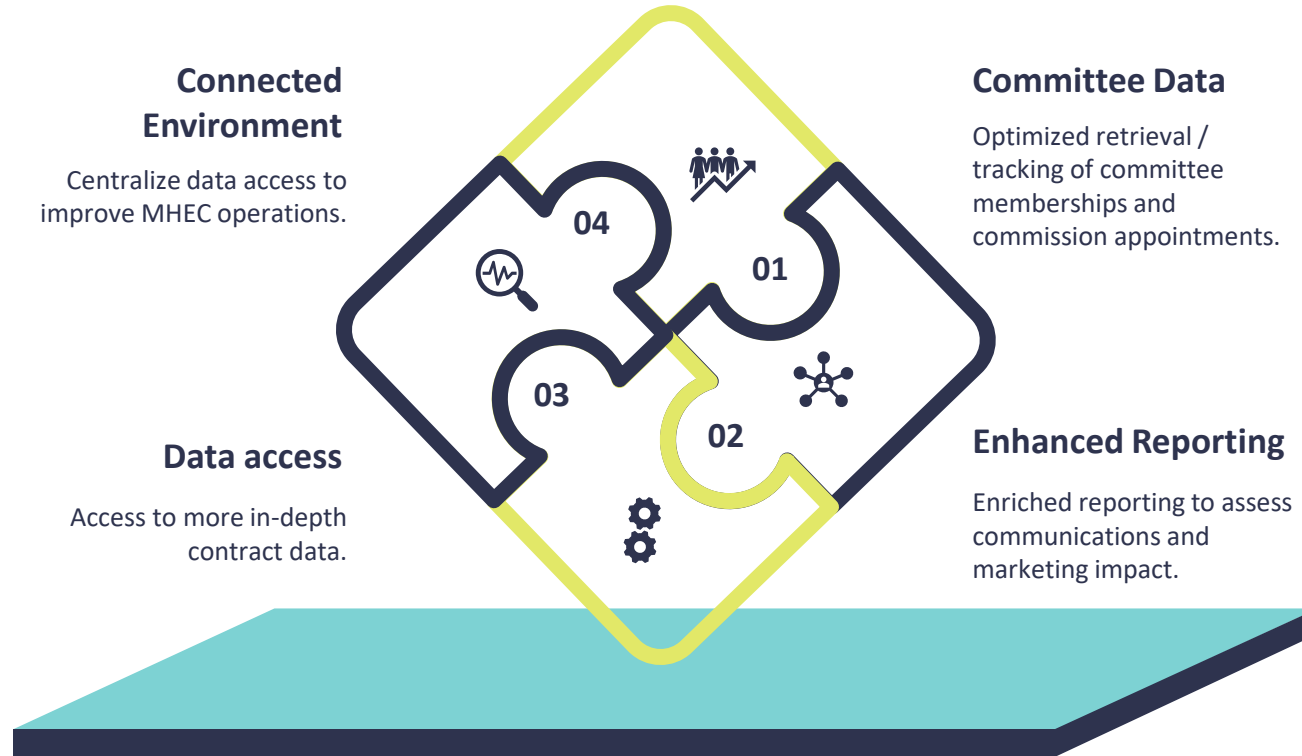 Connected
Environment
Centralize data access to
improve MHEC operations.
Committee Data
Optimized retrieval /
tracking of committee
memberships and
commission appointments.
04
01
03
02
Data access
Access to more in-depth
contract data.
Enhanced Reporting
Enriched reporting to assess
communications and
marketing impact.